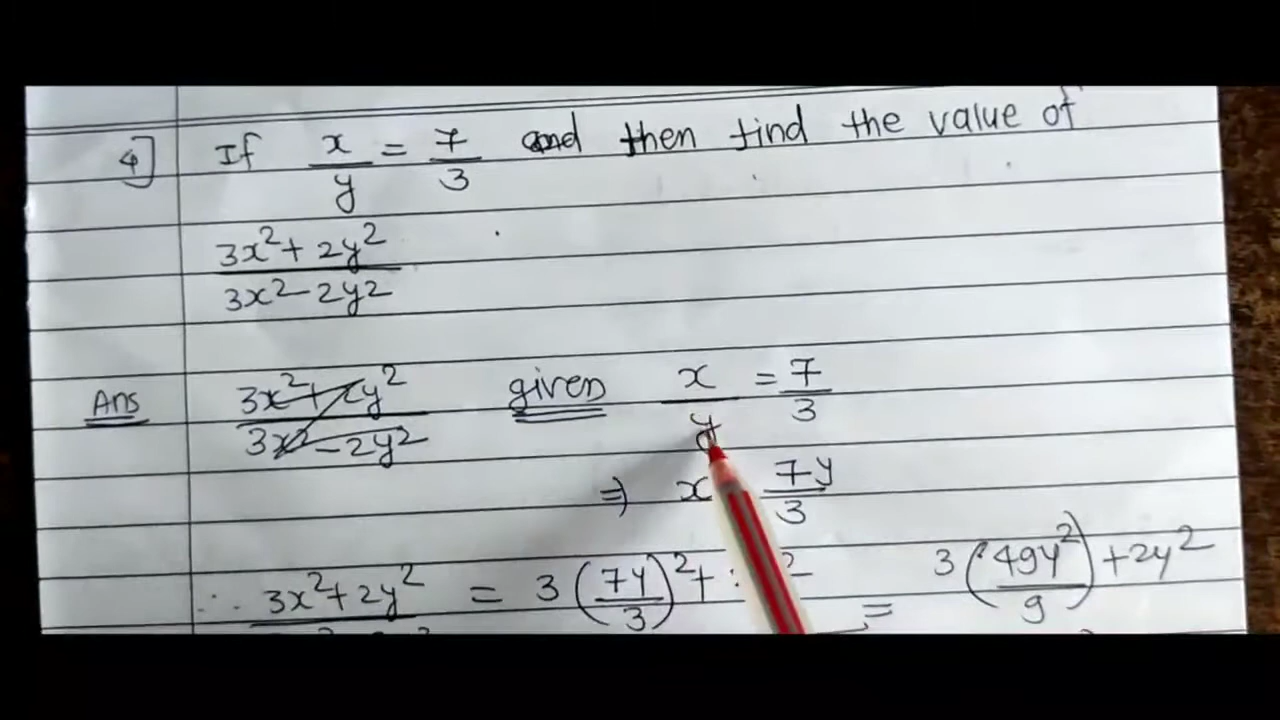 4] If x/y = 7/3 and then find the value of
3x²+ 2y²/3x²- 2y2
Ans 3x²+ 2y²/3x²-2y² given x/y = 7/3
⇒ x 7y/3
∴ 3x²+2y² = 3(7y/3)²+ = 3(49y²/9)+2y²